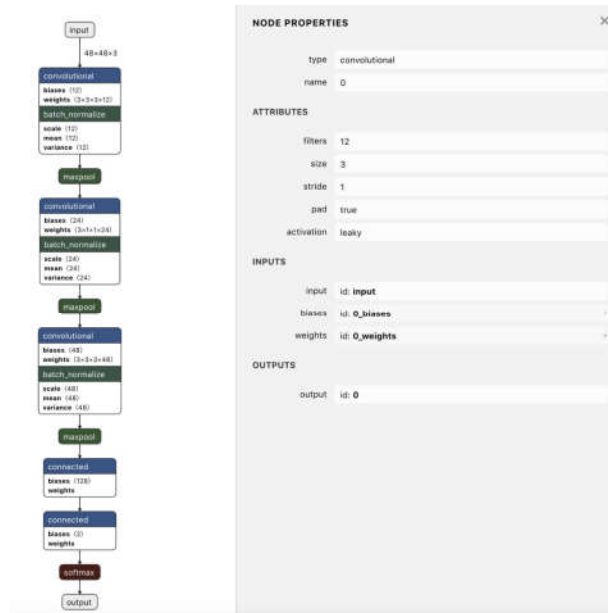 input
48×48×3
convolutional
biases (12)
weights (3×3×3×12)
batch_normalize
scale (12)
mean (12)
variance (12)
maxpool
convolutional
biases (24)
weights (3×1×1×24)
batch_normalize
scale (24)
mean (24)
variance (24)
maxpool
convolutional
biases (48)
weights (3×3×3×48)
batch_normalize
scale (48)
mean (48)
variance (48)
maxpool
connected
biases (128)
weights
connected
biases (2)
weights
softmax
output
NODE PROPERTIES
×
type convolutional
name 0
ATTRIBUTES
filters 12
size 3
stride 1
pad true
activation leaky
INPUTS
input id: input
biases id: 0_biases
weights id: 0_weights
OUTPUTS
output id: 0